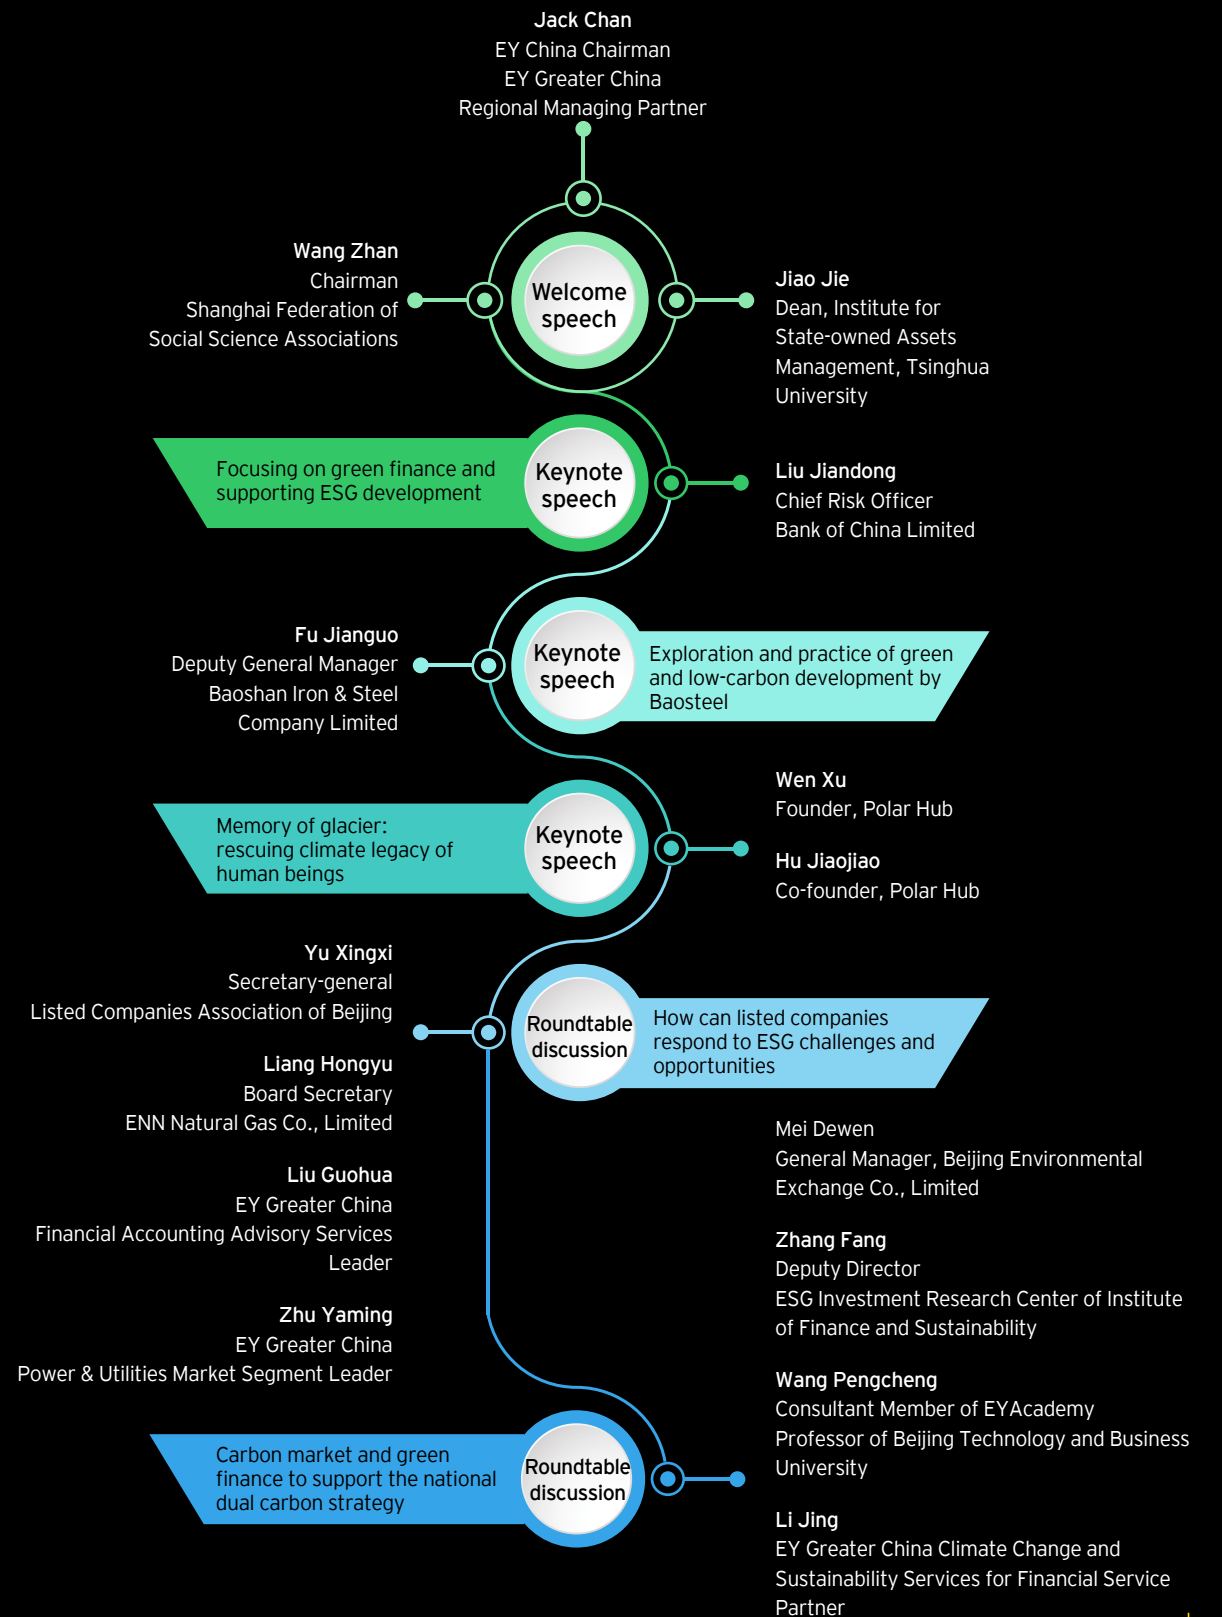 Jack Chan
EY China Chairman
EY Greater China
Regional Managing Partner
Wang Zhan
Chairman
Shanghai Federation of
Social Science Associations
Welcome
speech
Jiao Jie
Dean, Institute for
State-owned Assets
Management, Tsinghua
University
Focusing on green finance and
supporting ESG development
Keynote
speech
Liu Jiandong
Chief Risk Officer
Bank of China Limited
Fu Jianguo
Deputy General Manager
Baoshan Iron & Steel
Company Limited
Keynote
speech
Exploration and practice of green
and low-carbon development by
Baosteel
Memory of glacier:
rescuing climate legacy of
human beings
Keynote
speech
Wen Xu
Founder, Polar Hub
Hu Jiaojiao
Co-founder, Polar Hub
Yu Xingxi
Secretary-general
Listed Companies Association of Beijing
Liang Hongyu
Board Secretary
ENN Natural Gas Co., Limited
Liu Guohua
EY Greater China
Financial Accounting Advisory Services
Leader
Zhu Yaming
EY Greater China
Power & Utilities Market Segment Leader
Roundtable
discussion
How can listed companies
respond to ESG challenges and
opportunities
Carbon market and green
finance to support the national
dual carbon strategy
Roundtable
discussion
Mei Dewen
General Manager, Beijing Environmental
Exchange Co., Limited
Zhang Fang
Deputy Director
ESG Investment Research Center of Institute
of Finance and Sustainability
Wang Pengcheng
Consultant Member of EYAcademy
Professor of Beijing Technology and Business
University
Li Jing
EY Greater China Climate Change and
Sustainability Services for Financial Service
Partner